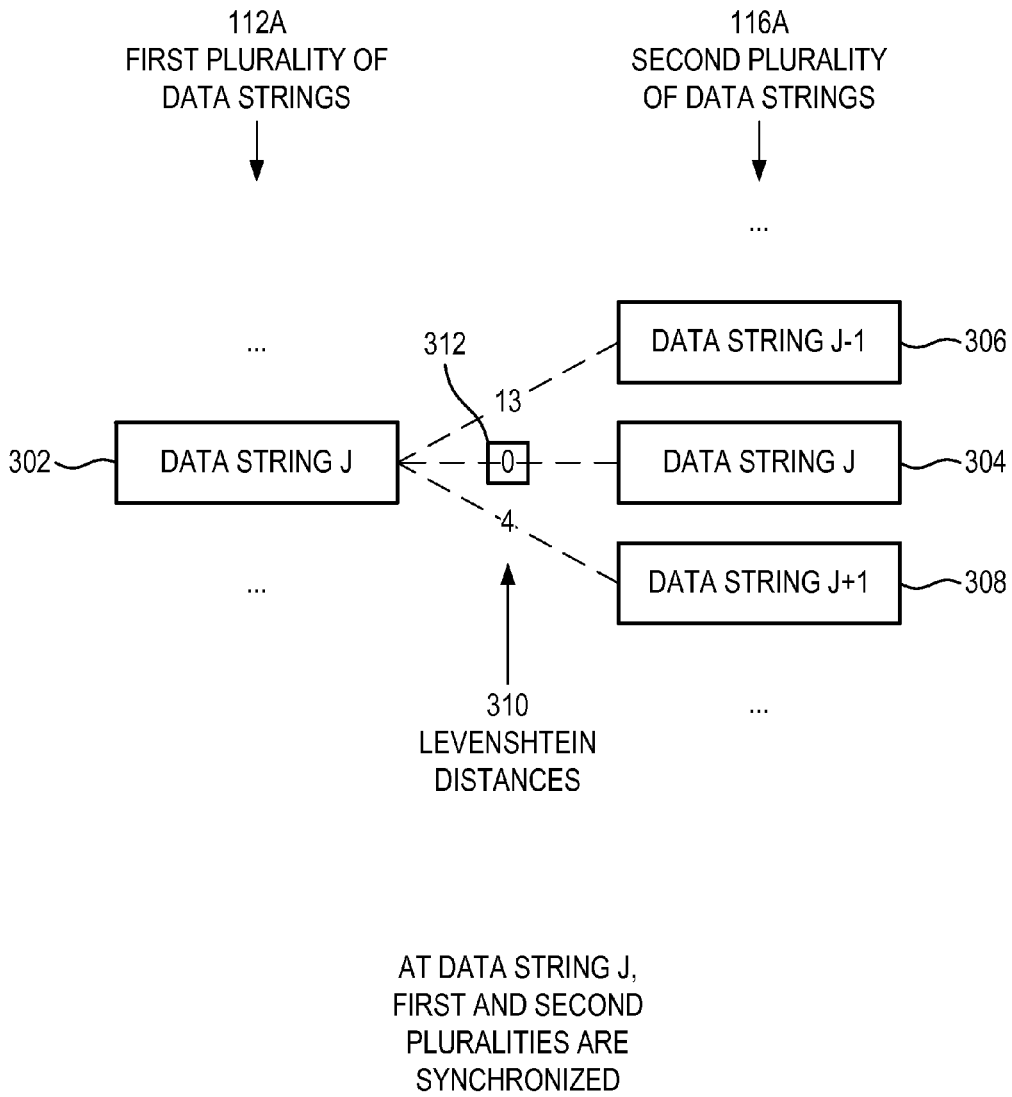 112A
FIRST PLURALITY OF
DATA STRINGS
116A
SECOND PLURALITY
OF DATA STRINGS
...
...
312
13
DATA STRING J-1
306
302
DATA STRING J
0
DATA STRING J
304
4
...
DATA STRING J+1
308
310
LEVENSHTEIN
DISTANCES
...
AT DATA STRING J,
FIRST AND SECOND
PLURALITIES ARE
SYNCHRONIZED